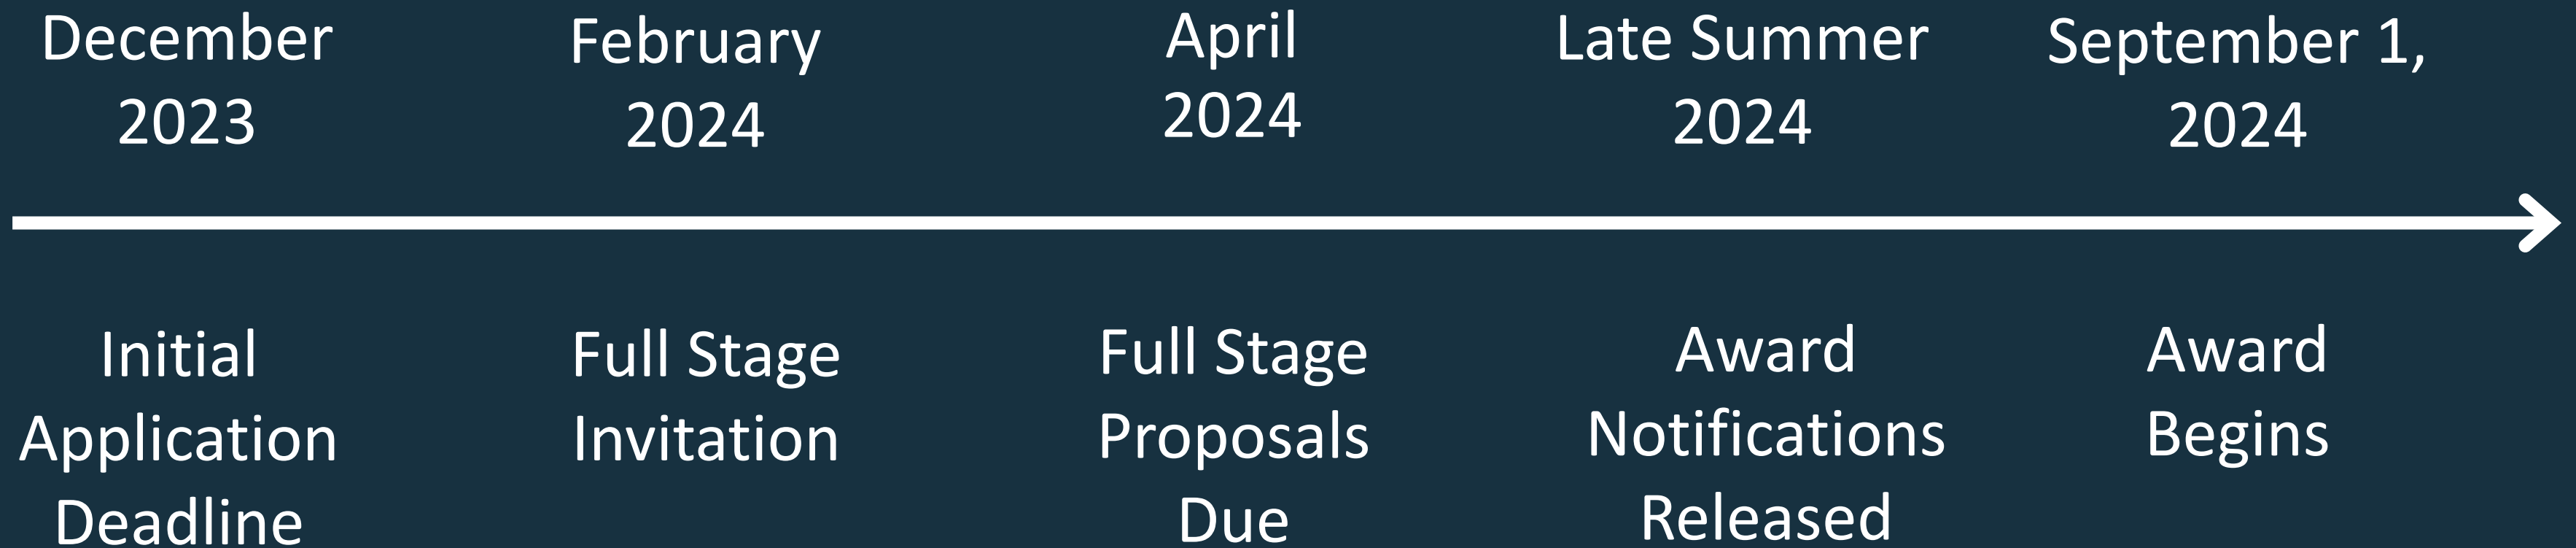 December
2023
February
2024
April
2024
Late Summer
2024
September 1,
2024
Initial
Application
Deadline
Full Stage
Invitation
Full Stage
Proposals
Due
Award
Notifications
Released
Award
Begins